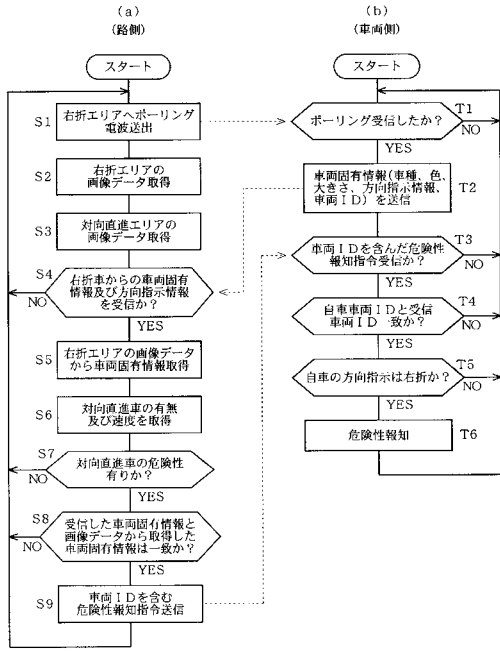 (a)
(路側)
スタート
S1
右折エリアへポーリング
電波送出
S2
右折エリアの
画像データ取得
S3
対向直進エリアの
画像データ取得
S4
右折車からの車両固有
情報及び方向指示情報
を受信か?
NO
YES
S5
右折エリアの画像データ
から車両固有情報取得
S6
対向直進車の有無
及び速度を取得
S7
対向直進車の危険性
有りか?
NO
YES
S8
受信した車両固有情報と
画像データから取得した
車両固有情報は一致か?
NO
YES
S9
車両IDを含む
危険性報知指令送信
(b)
(車両側)
スタート
T1
ポーリング受信したか?
NO
YES
車両固有情報(車種、色、
大きさ、方向指示情報、
車両ID)を送信
T2
T3
車両IDを含んだ危険性
報知指令受信か?
NO
YES
T4
自車車両IDと受信
車両ID一致か?
NO
YES
T5
自車の方向指示は右折か?
NO
YES
危険性報知
T6